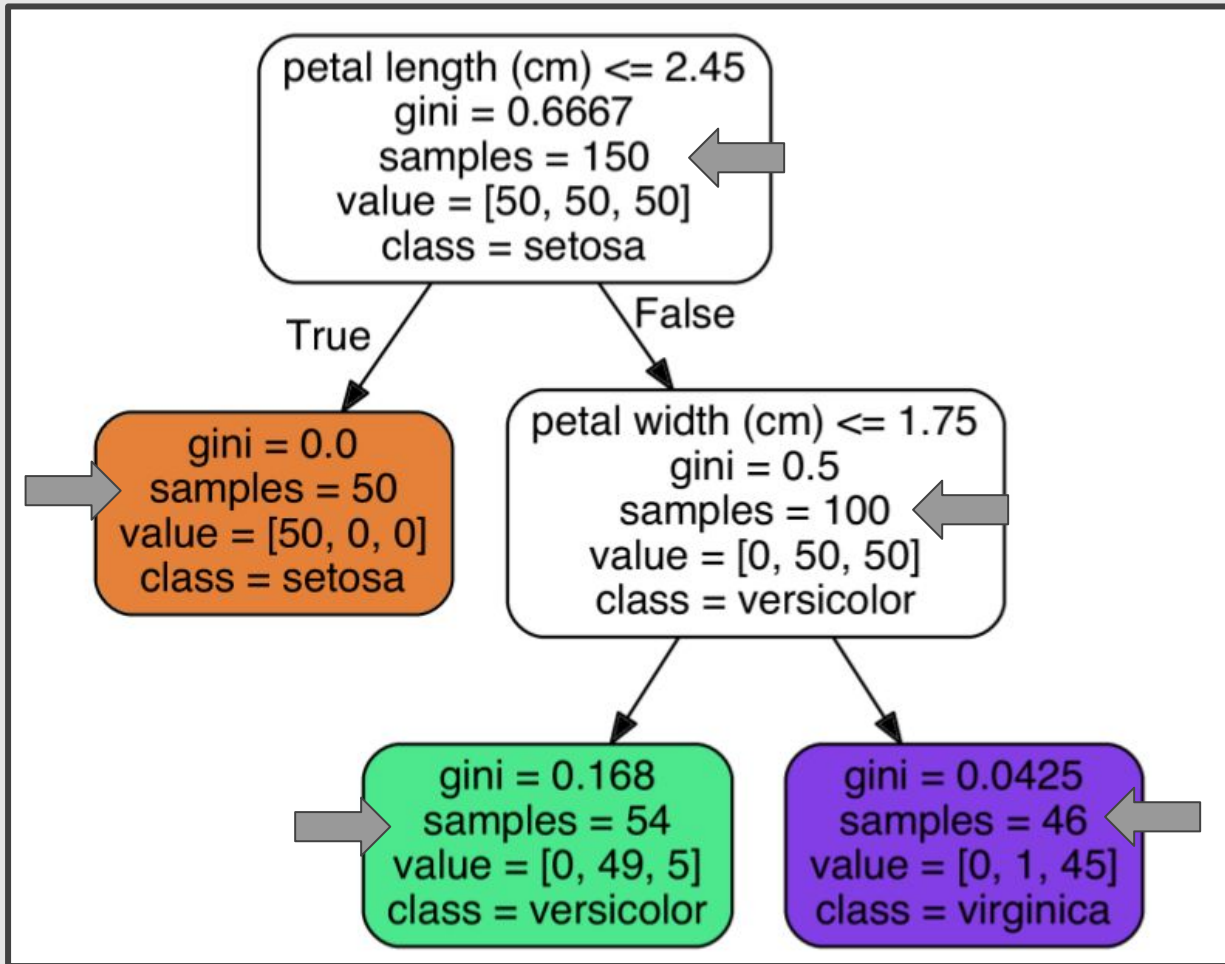 petal length (cm) <= 2.45
gini = 0.6667
samples = 150
value = [50, 50, 50]
class = setosa
True
False
gini = 0.0
samples = 50
value = [50, 0, 0]
class = setosa
petal width (cm) <= 1.75
gini = 0.5
samples = 100
value = [0, 50, 50]
class = versicolor
gini = 0.168
samples = 54
value = [0, 49, 5]
class = versicolor
gini = 0.0425
samples = 46
value = [0, 1, 45]
class = virginica